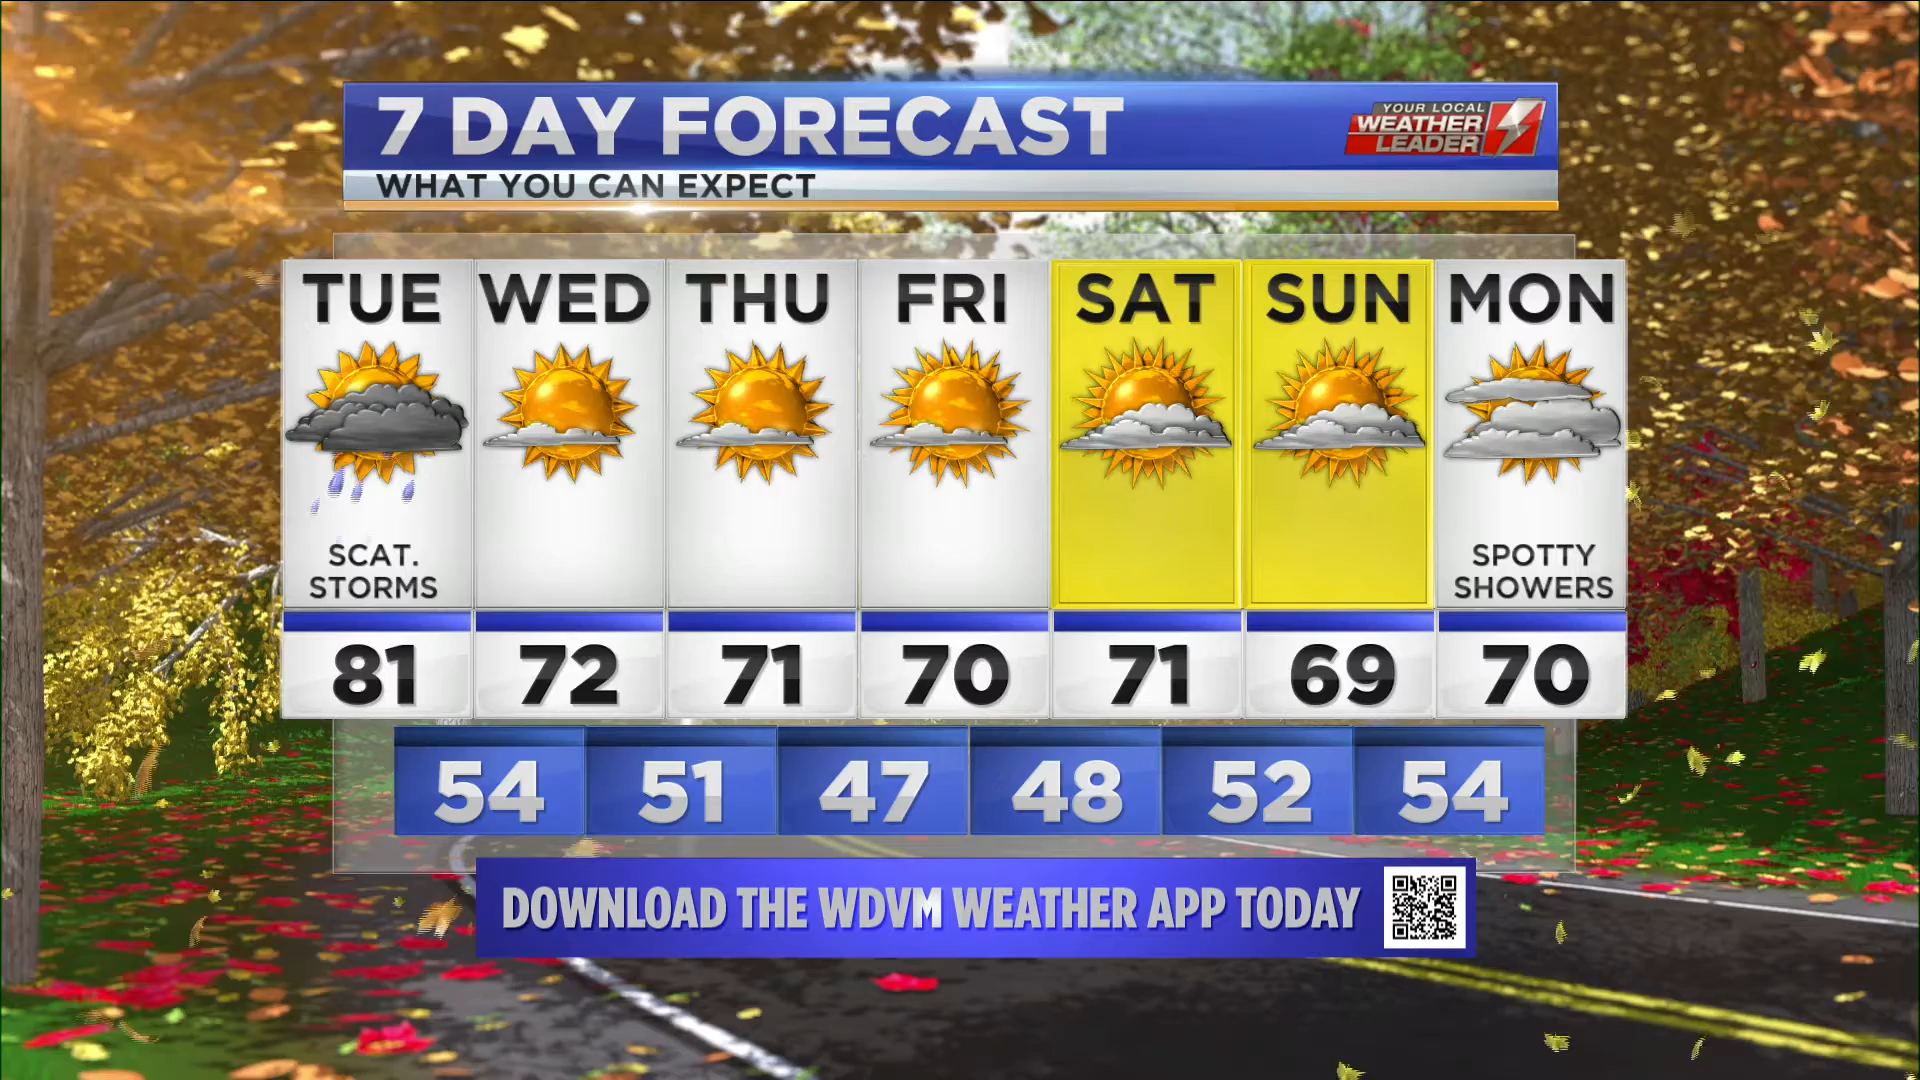 7 DAY FORECAST
YOUR LOCAL
WEATHER
LEADER
WHAT YOU CAN EXPECT
TUE WED THU FRI SAT SUN MON
SCAT.
STORMS
SPOTTY
SHOWERS
81 72 71 70 71 69 70
54 51 47 48 52 54
DOWNLOAD THE WDVM WEATHER APP TODAY